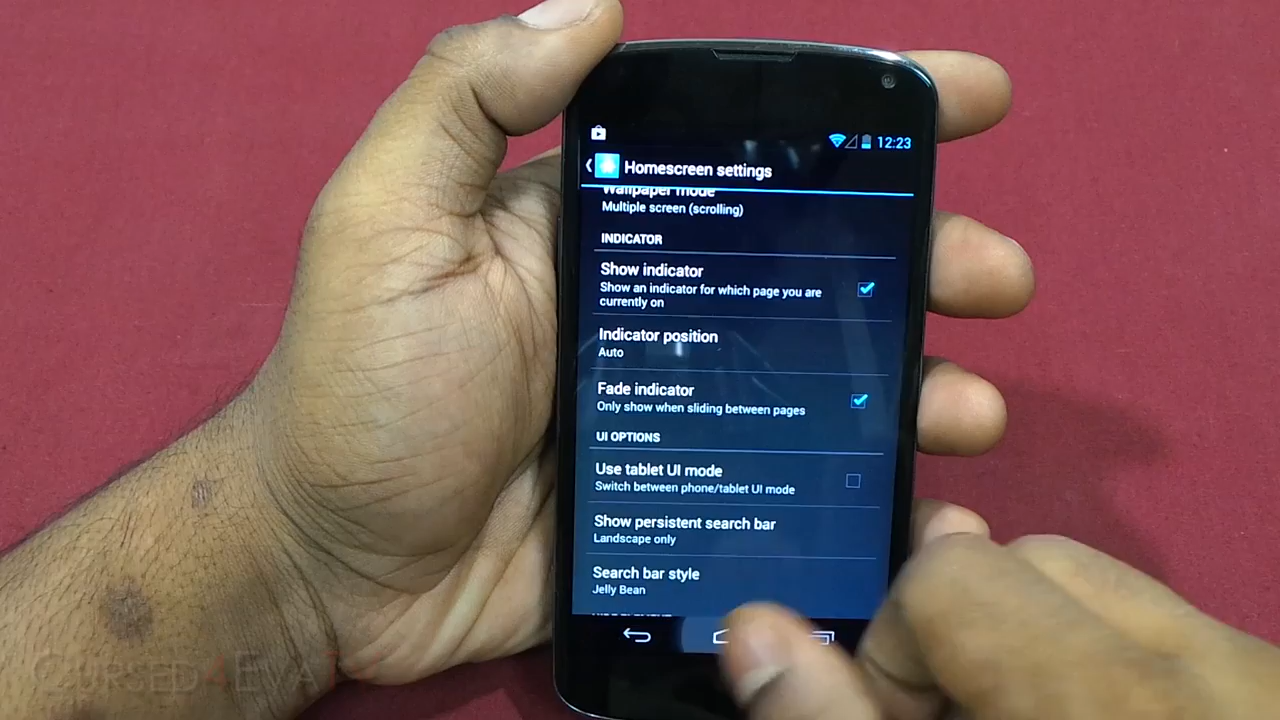 12:23
Homescreen settings
Wallpaper mode
Multiple screen (scrolling)
INDICATOR
Show indicator
Show an indicator for which page you are
currently on
Indicator position
Auto
Fade indicator
Only show when sliding between pages
UI OPTIONS
Use tablet UI mode
Switch between phone/tablet UI mode
Show persistent search bar
Landscape only
Search bar style
Jelly Bean